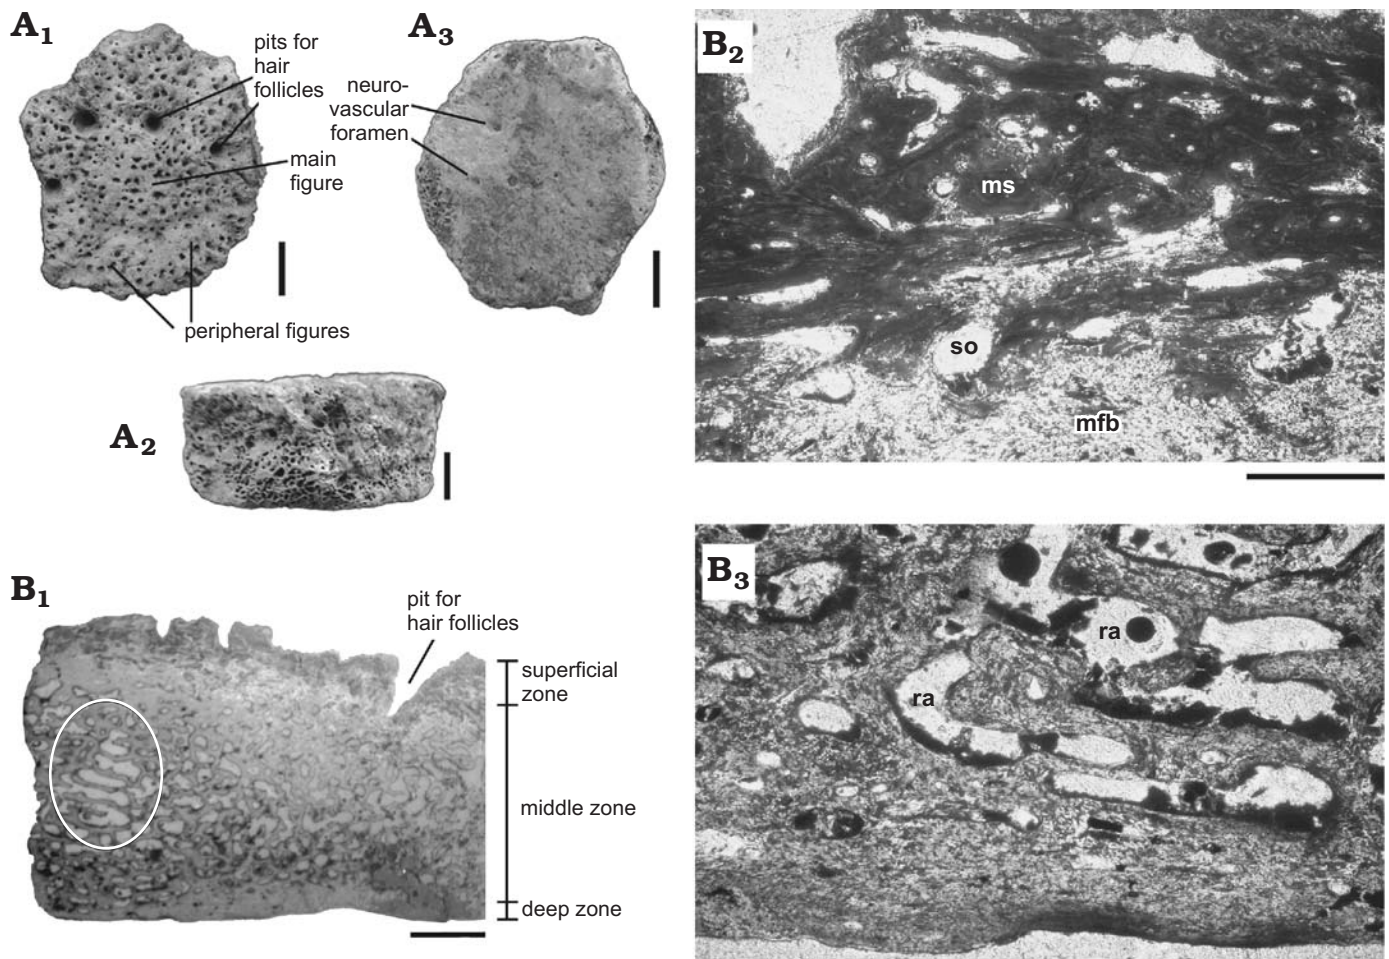 A1
pits for
hair
follicles
main
figure
peripheral figures
A3
neuro-
vascular
foramen
A2
B1
pit for
hair follicles
superficial
zone
middle zone
deep zone
B2
ms
so
mfb
B3
ra
ra